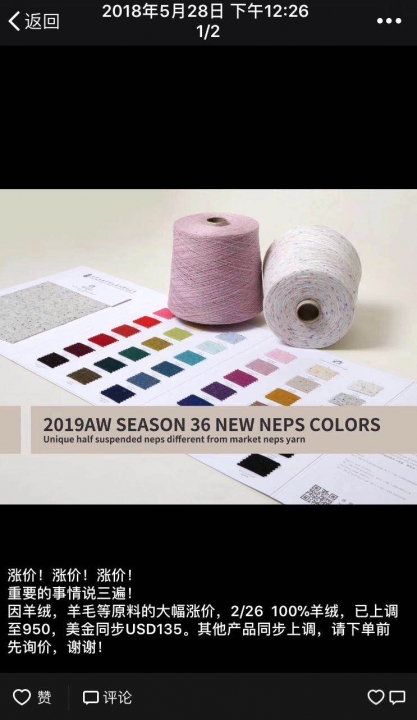 2018年5月28日 下午12:26
返回
1/2
2019AW SEASON 36 NEW NEPS COLORS
Unique half suspended neps different from market neps yarn
涨价！涨价！涨价！
重要的事情说三遍！
因羊绒，羊毛等原料的大幅涨价，2/26 100%羊绒，已上调
至950，美金同步USD135。其他产品同步上调，请下单前
先询价，谢谢！
赞
评论